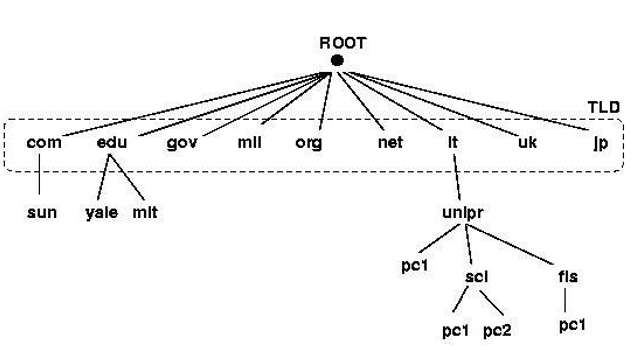 ROOT
TLD
com edu gov mil org net it uk jp
sun yale mit unipr
pc1 sci fis
pc1 pc2 pc1